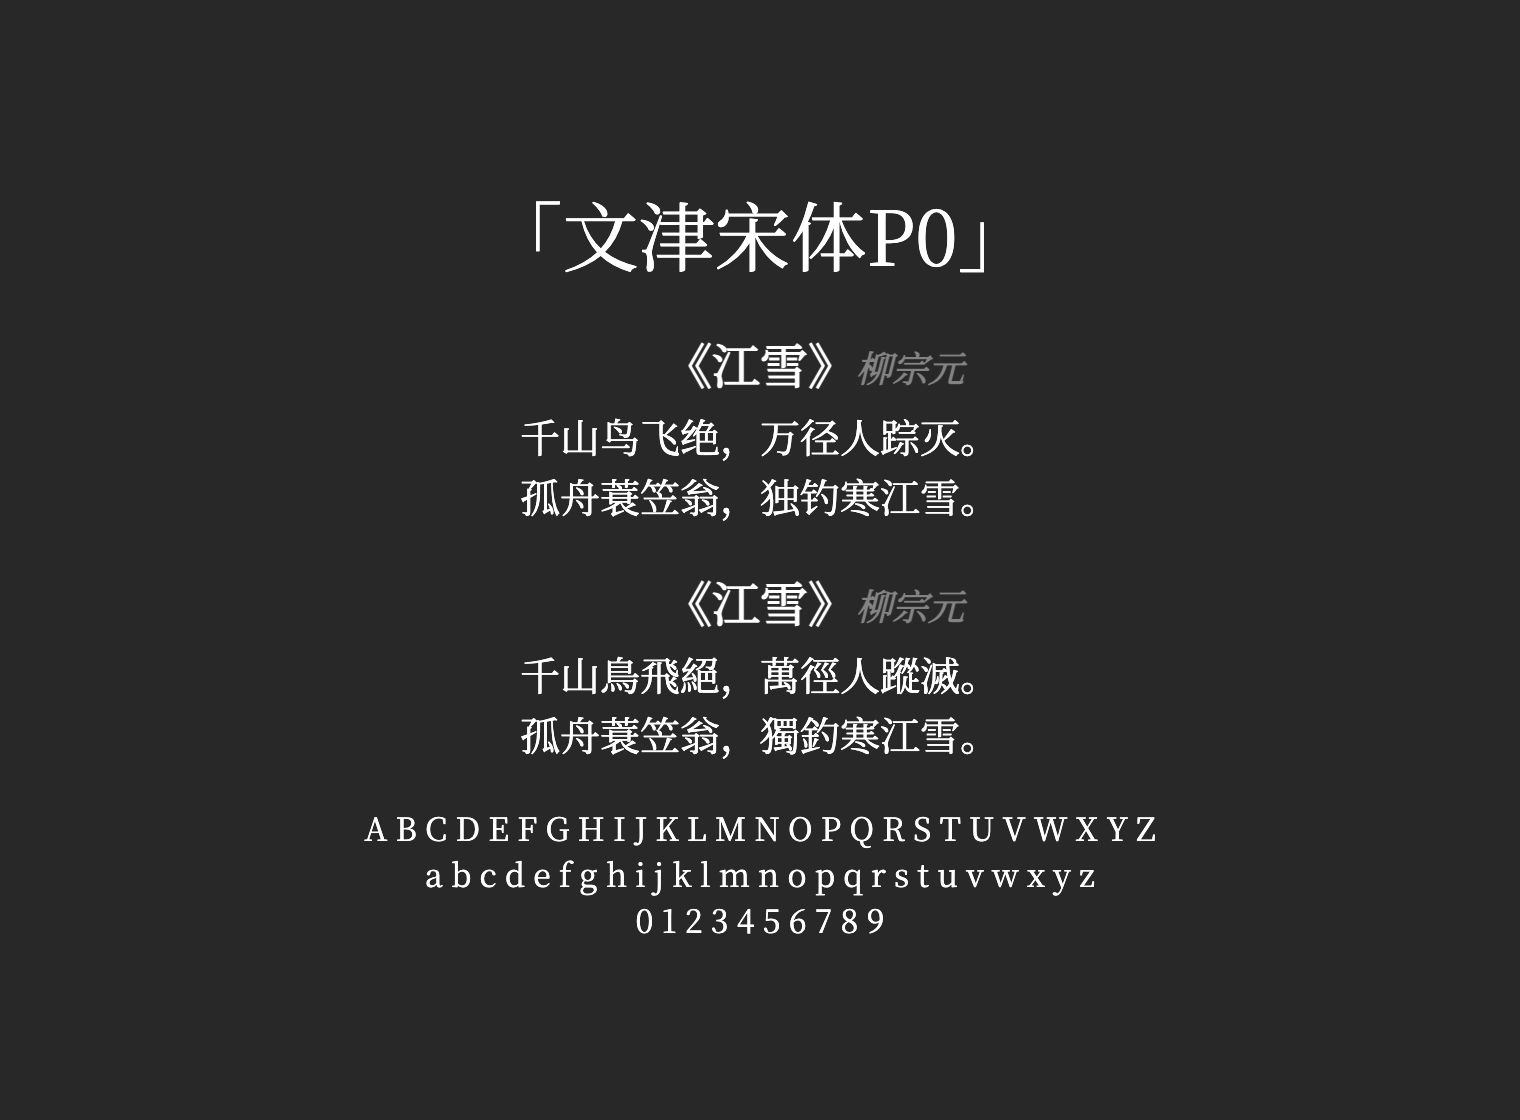 「文津宋体P0」
《江雪》 柳宗元
千山鸟飞绝，万径人踪灭。
孤舟蓑笠翁，独钓寒江雪。
《江雪》 柳宗元
千山鳥飛絕，萬徑人蹤滅。
孤舟蓑笠翁，獨釣寒江雪。
A B C D E F G H I J K L M N O P Q R S T U V W X Y Z
a b c d e f g h i j k l m n o p q r s t u v w x y z
0 1 2 3 4 5 6 7 8 9